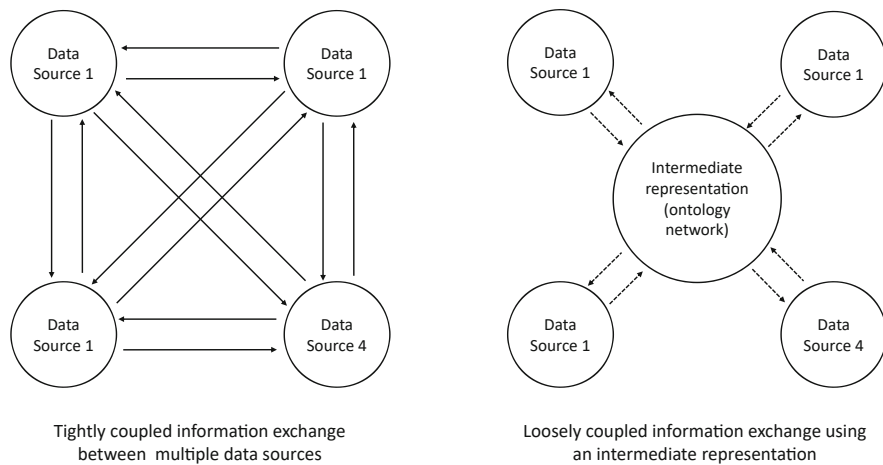 Data
Source 1
Data
Source 1
Data
Source 1
Data
Source 4
Tightly coupled information exchange
between  multiple data sources
Data
Source 1
Data
Source 1
Intermediate
representation
(ontology
network)
Data
Source 1
Data
Source 4
Loosely coupled information exchange using
an intermediate representation